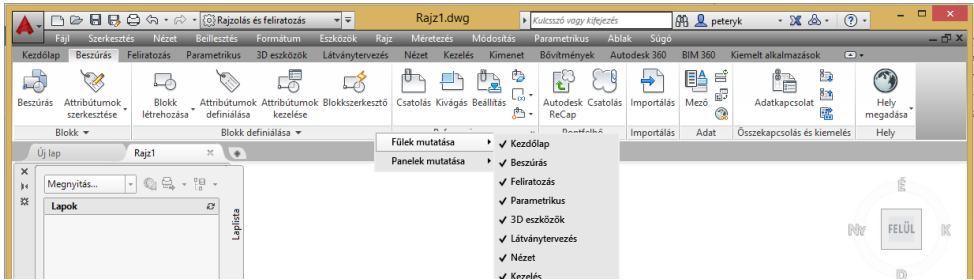 Rajzolás és feliratozás Rajz1.dwg Kulcsszó vagy kifejezés peteryk
Fájl Szerkesztés Nézet Beillesztés Formátum Eszközök Rajz Méretezés Módosítás Parametrikus Ablak Súgó
Kezdőlap Beszúrás Feliratozás Parametrikus 3D eszközök Látványtervezés Nézet Kezelés Kimenet Bővítmények Autodesk 360 BIM 360 Kiemelt alkalmazások
Beszúrás Attribútumok Blokk Attribútumok Attribútumok Blokkszerkesztő Csatolás Kivágás Beállítás Autodesk Csatolás Importálás Mező Adatkapcsolat Hely
szerkesztése létrehozása definiálása kezelése ReCap megadása
Blokk Blokk definiálása Pontfelhő Importálás Adat Összekapcsolás és kiemelés Hely
Fülek mutatása
Panelek mutatása
Kezdőlap
Beszúrás
Feliratozás
Parametrikus
3D eszközök
Látványtervezés
Nézet
Kezelés
Új lap Rajz1
Megnyitás...
Lapok
Laplista
É
Ny FELÜL K
D